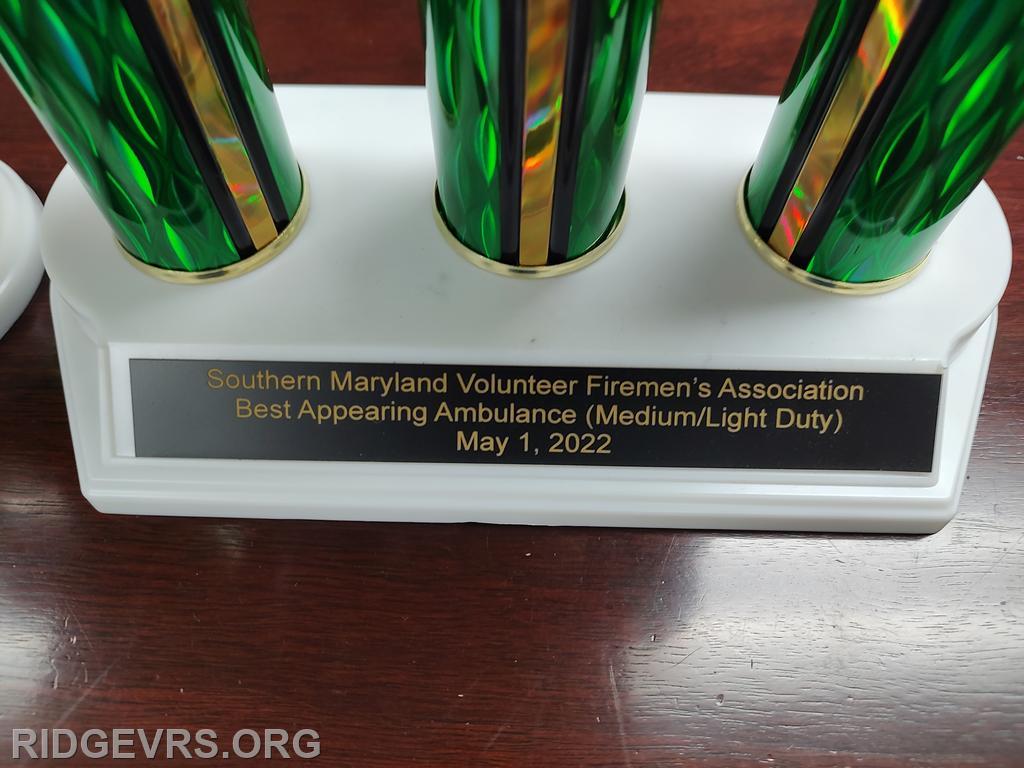 Southern Maryland Volunteer Firemen's Association
Best Appearing Ambulance (Medium/Light Duty)
May 1, 2022
RIDGEVRS.ORG